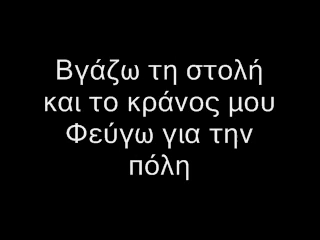 Βγάζω τη στολή
και το κράνος μου
Φεύγω για την
πόλη